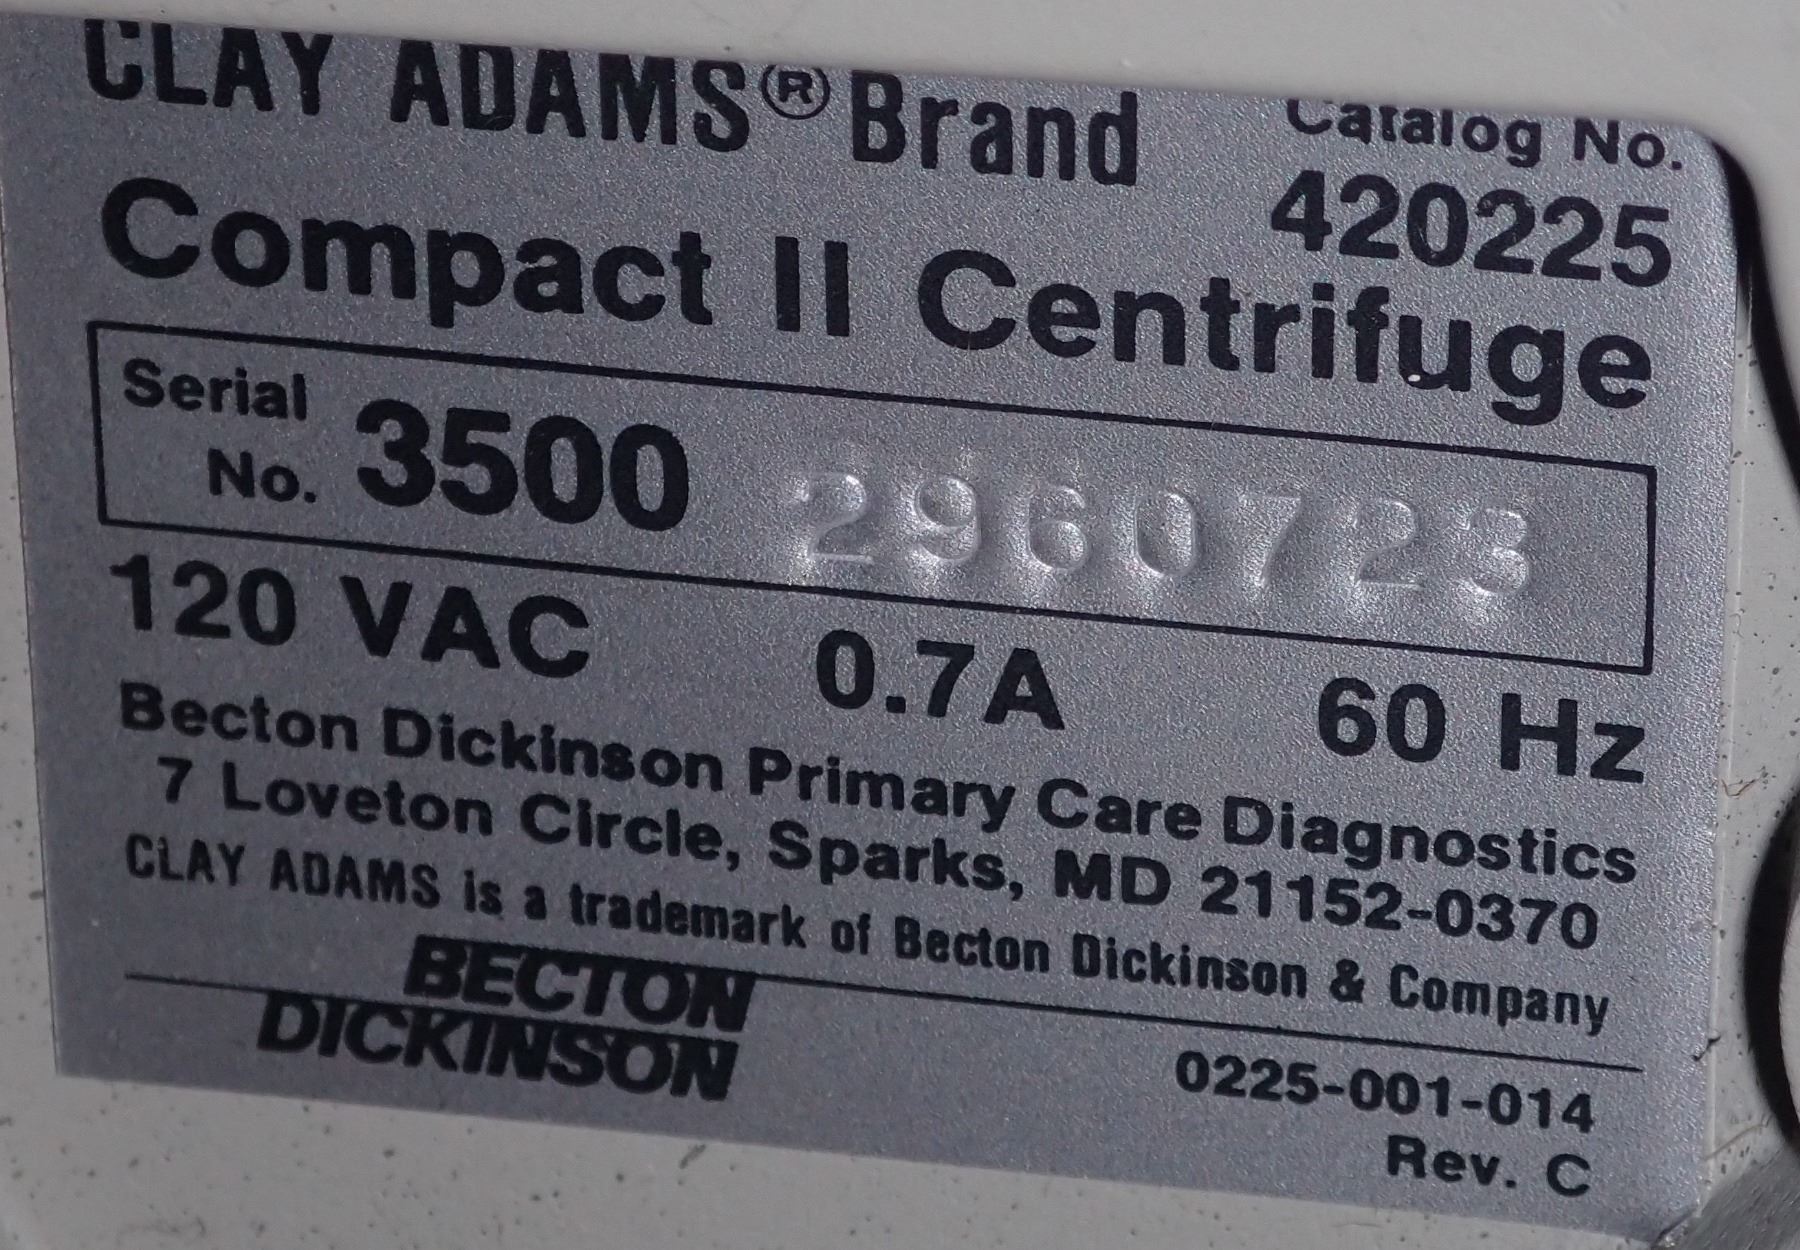 CLAY ADAMS® Brand
Catalog No.
420225
Compact II Centrifuge
Serial
No. 3500 2960723
120 VAC 0.7A 60 Hz
Becton Dickinson Primary Care Diagnostics
7 Loveton Circle, Sparks, MD 21152-0370
CLAY ADAMS is a trademark of Becton Dickinson & Company
BECTON
DICKINSON
0225-001-014
Rev. C